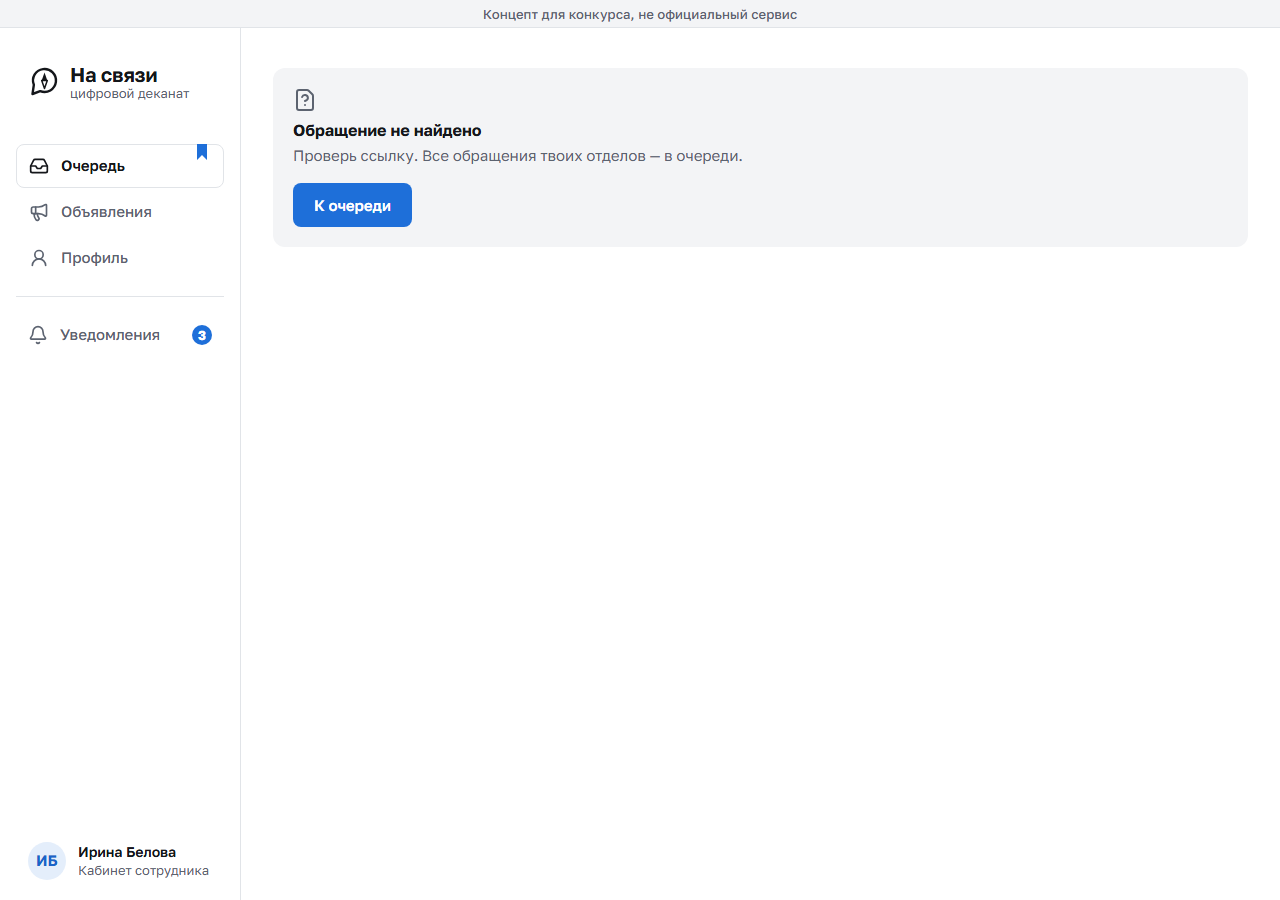 Концепт для конкурса, не официальный сервис
На связи
цифровой деканат
Очередь
Объявления
Профиль
Уведомления 3
Обращение не найдено
Проверь ссылку. Все обращения твоих отделов — в очереди.
К очереди
ИБ
Ирина Белова
Кабинет сотрудника